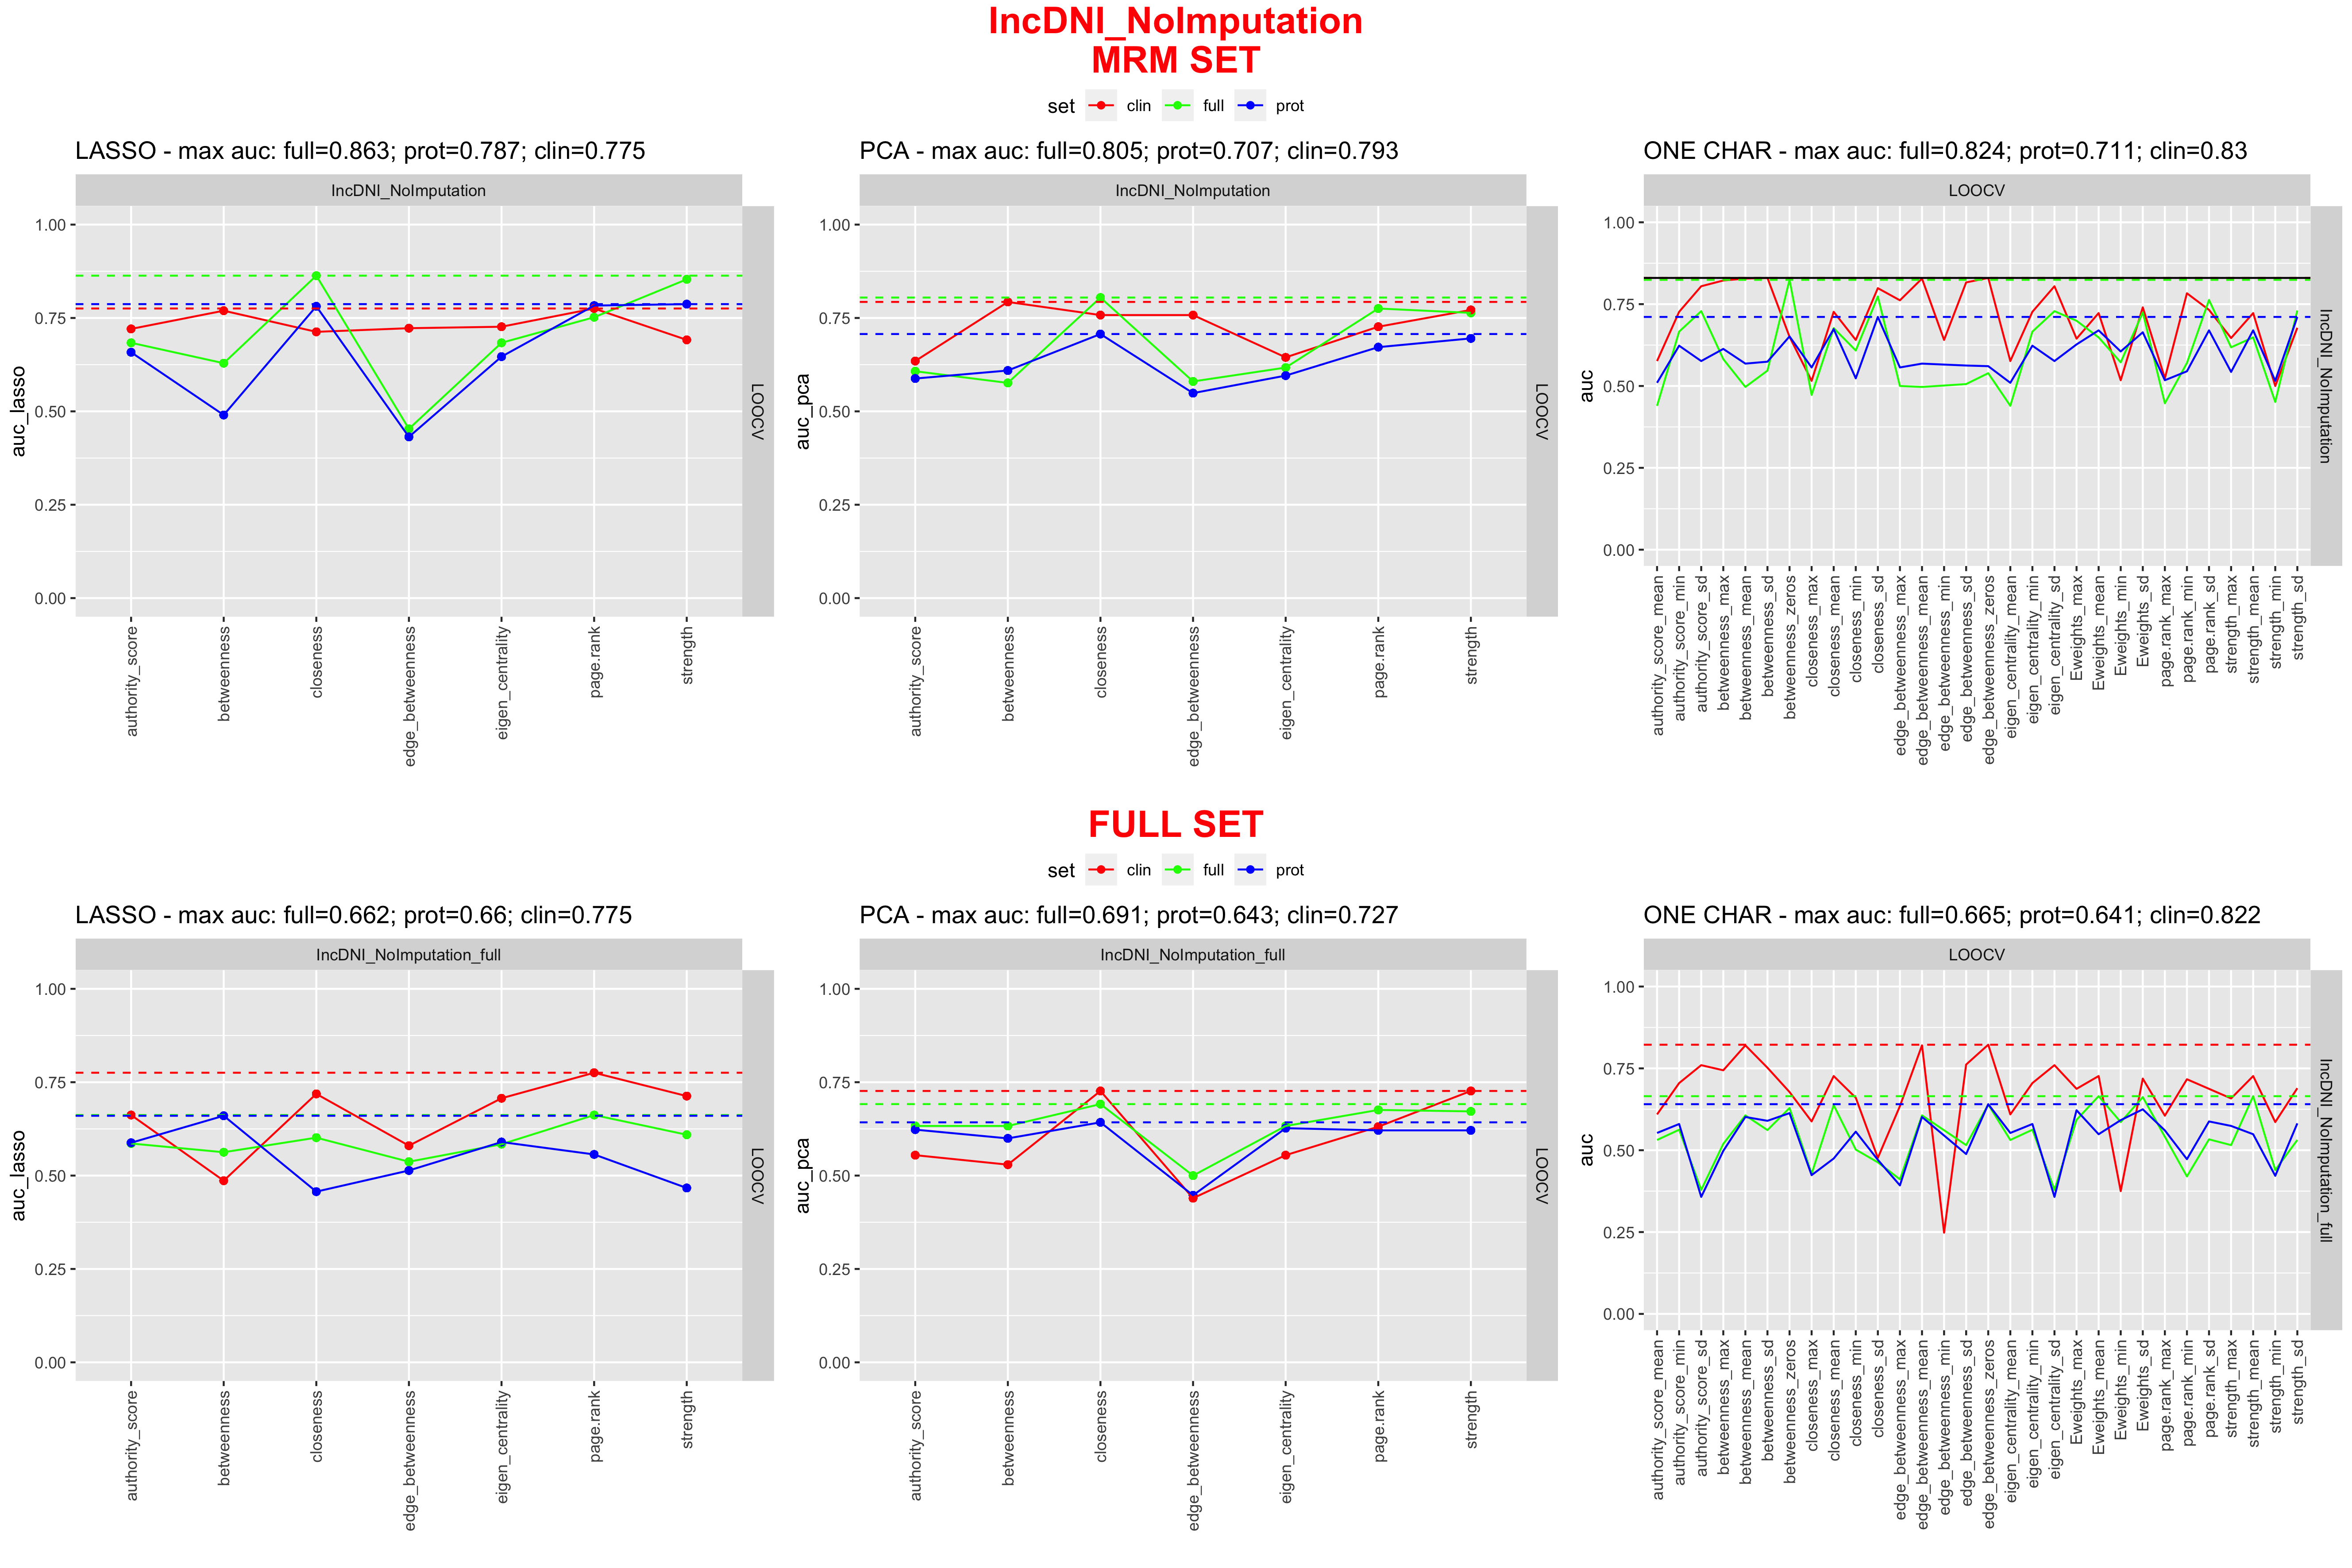 IncDNI_NoImputation
MRM SET
set clin full prot
LASSO - max auc: full=0.863; prot=0.787; clin=0.775
IncDNI_NoImputation
auc_lasso
1.00
0.75
0.50
0.25
0.00
LOOCV
authority_score
betweenness
closeness
edge_betweenness
eigen_centrality
page.rank
strength
PCA - max auc: full=0.805; prot=0.707; clin=0.793
IncDNI_NoImputation
auc_pca
1.00
0.75
0.50
0.25
0.00
LOOCV
authority_score
betweenness
closeness
edge_betweenness
eigen_centrality
page.rank
strength
ONE CHAR - max auc: full=0.824; prot=0.711; clin=0.83
LOOCV
auc
1.00
0.75
0.50
0.25
0.00
IncDNI_NoImputation
authority_score_mean
authority_score_min
authority_score_sd
betweenness_max
betweenness_mean
betweenness_sd
betweenness_zeros
closeness_max
closeness_mean
closeness_min
closeness_sd
edge_betweenness_max
edge_betweenness_mean
edge_betweenness_min
edge_betweenness_sd
edge_betweenness_zeros
eigen_centrality_mean
eigen_centrality_min
eigen_centrality_sd
Eweights_max
Eweights_mean
Eweights_min
Eweights_sd
page.rank_max
page.rank_min
page.rank_sd
strength_max
strength_mean
strength_min
strength_sd
FULL SET
set clin full prot
LASSO - max auc: full=0.662; prot=0.66; clin=0.775
IncDNI_NoImputation_full
auc_lasso
1.00
0.75
0.50
0.25
0.00
LOOCV
authority_score
betweenness
closeness
edge_betweenness
eigen_centrality
page.rank
strength
PCA - max auc: full=0.691; prot=0.643; clin=0.727
IncDNI_NoImputation_full
auc_pca
1.00
0.75
0.50
0.25
0.00
LOOCV
authority_score
betweenness
closeness
edge_betweenness
eigen_centrality
page.rank
strength
ONE CHAR - max auc: full=0.665; prot=0.641; clin=0.822
LOOCV
auc
1.00
0.75
0.50
0.25
0.00
IncDNI_NoImputation_full
authority_score_mean
authority_score_min
authority_score_sd
betweenness_max
betweenness_mean
betweenness_sd
betweenness_zeros
closeness_max
closeness_mean
closeness_min
closeness_sd
edge_betweenness_max
edge_betweenness_mean
edge_betweenness_min
edge_betweenness_sd
edge_betweenness_zeros
eigen_centrality_mean
eigen_centrality_min
eigen_centrality_sd
Eweights_max
Eweights_mean
Eweights_min
Eweights_sd
page.rank_max
page.rank_min
page.rank_sd
strength_max
strength_mean
strength_min
strength_sd